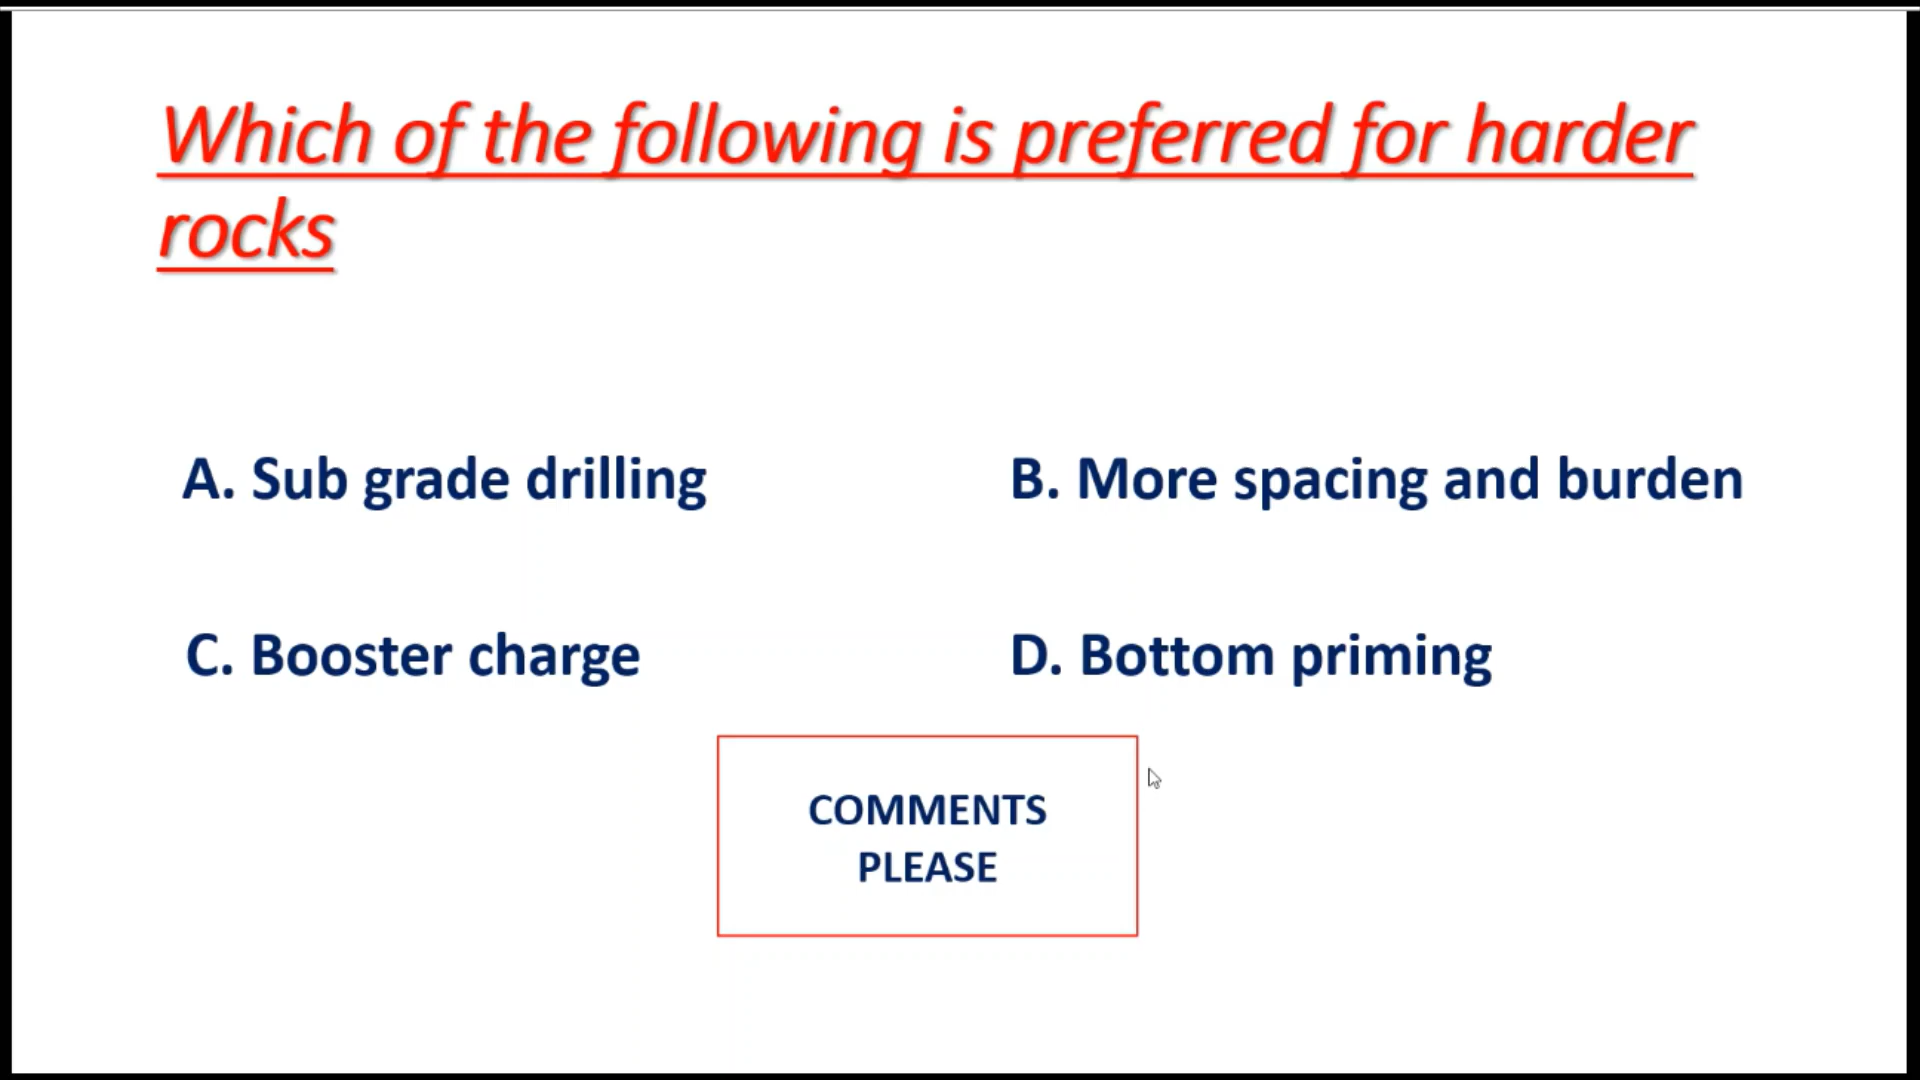 Which of the following is preferred for harder
rocks
A. Sub grade drilling
B. More spacing and burden
C. Booster charge
D. Bottom priming
COMMENTS
PLEASE